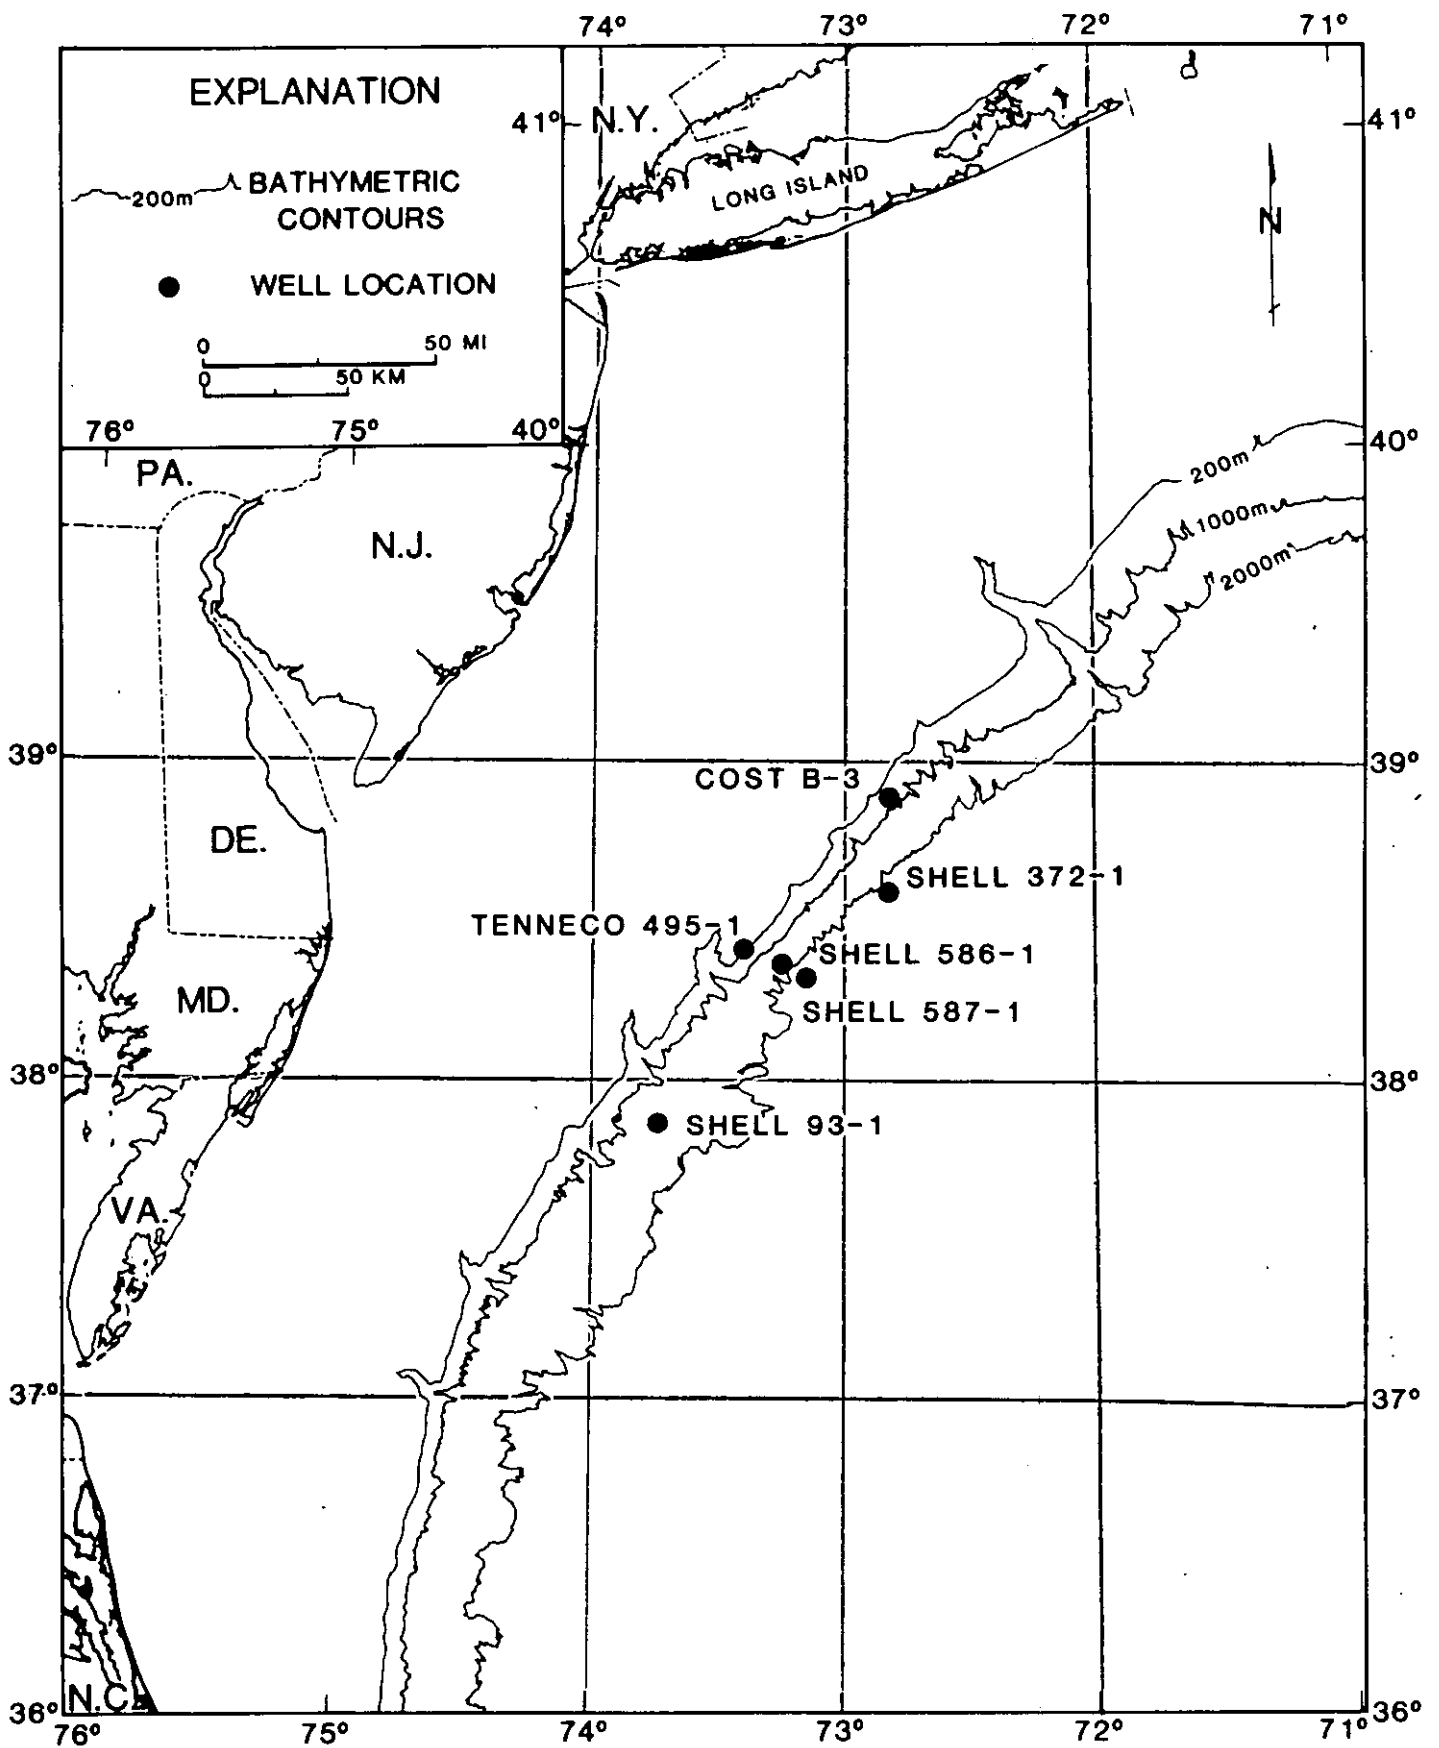 74° 73° 72° 71°
EXPLANATION
200m BATHYMETRIC
CONTOURS
WELL LOCATION
0 50 MI
0 50 KM
41° N.Y. 41°
LONG ISLAND
N
76° 75° 40° 40°
PA.
N.J.
200m
1000m
2000m
39° 39°
COST B-3
DE.
SHELL 372-1
TENNECO 495-1
SHELL 586-1
MD.
SHELL 587-1
38° 38°
SHELL 93-1
VA.
37° 37°
N.C.
36° 36°
76° 75° 74° 73° 72° 71°